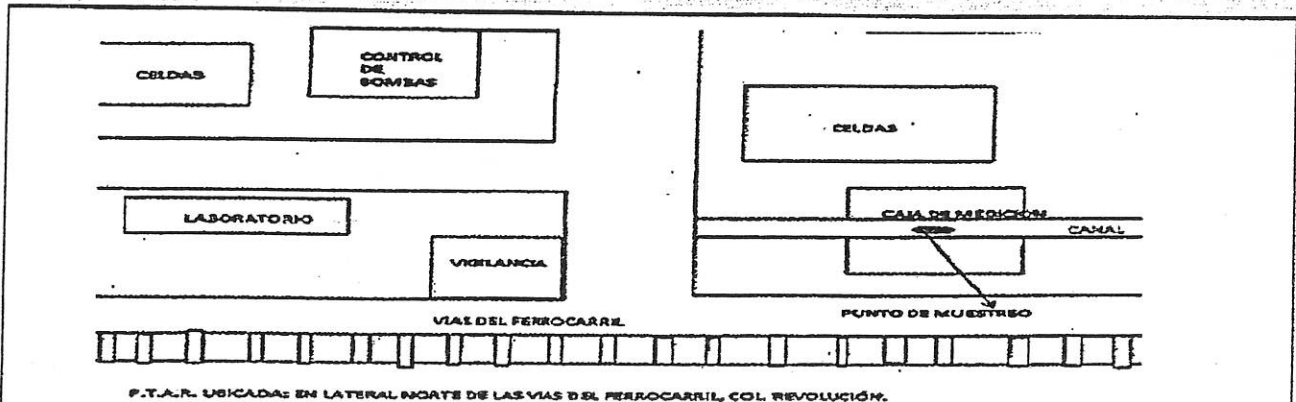 CELDAS
CONTROL
DE
BOMBAS
CELDAS
LABORATORIO
VIGILANCIA
CAJA DE MEDICION
CANAL
VIAS DEL FERROCARRIL
PUNTO DE MUESTREO
P.T.A.R. UBICADA: EN LATERAL NORTE DE LAS VIAS DEL FERROCARRIL, COL. REVOLUCIÓN.